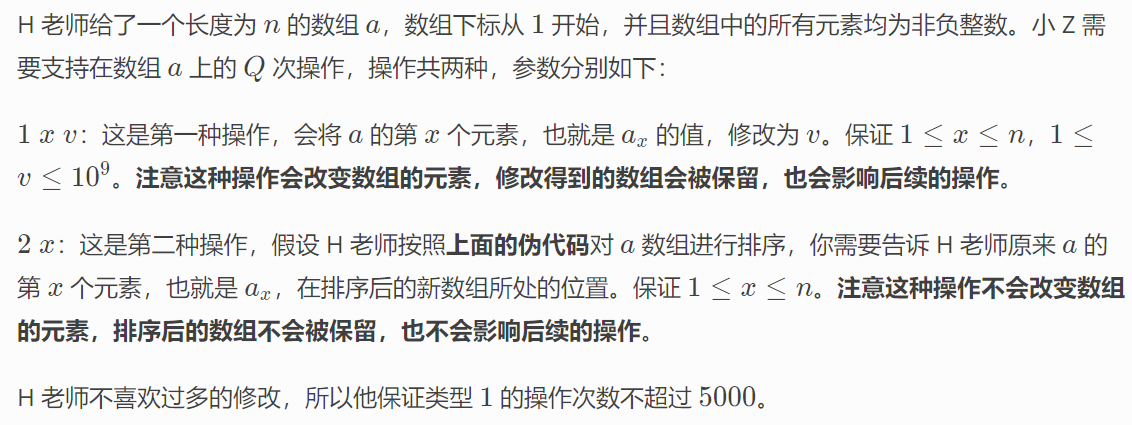 H 老师给了一个长度为 n 的数组 a，数组下标从 1 开始，并且数组中的所有元素均为非负整数。小 Z 需
要支持在数组 a 上的 Q 次操作，操作共两种，参数分别如下：
1 x v：这是第一种操作，会将 a 的第 x 个元素，也就是 aₓ 的值，修改为 v。保证 1 ≤ x ≤ n，1 ≤
v ≤ 10⁹。注意这种操作会改变数组的元素，修改得到的数组会被保留，也会影响后续的操作。
2 x：这是第二种操作，假设 H 老师按照上面的伪代码对 a 数组进行排序，你需要告诉 H 老师原来 a 的
第 x 个元素，也就是 aₓ，在排序后的新数组所处的位置。保证 1 ≤ x ≤ n。注意这种操作不会改变数组
的元素，排序后的数组不会被保留，也不会影响后续的操作。
H 老师不喜欢过多的修改，所以他保证类型 1 的操作次数不超过 5000。